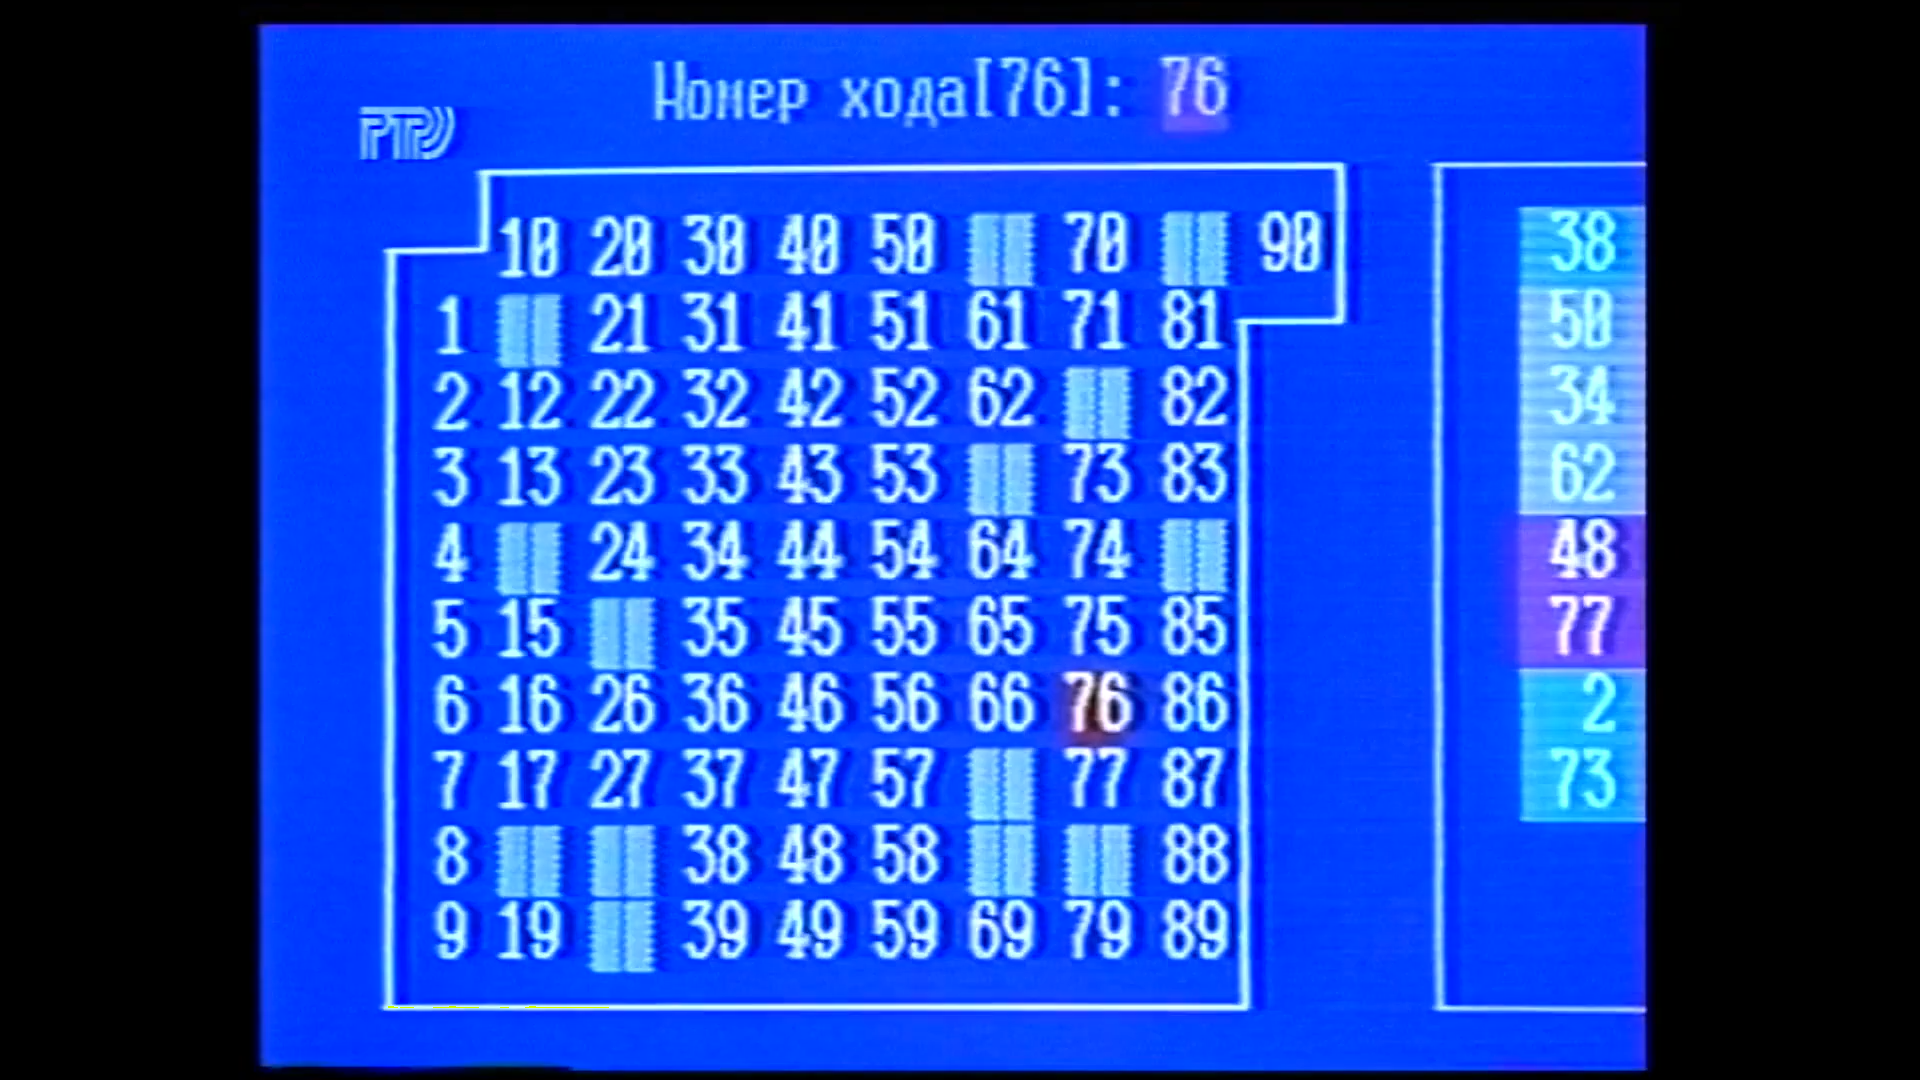 Номер хода[76]: 76
РТР
10 20 30 40 50 70 90
1 21 31 41 51 61 71 81
2 12 22 32 42 52 62 82
3 13 23 33 43 53 73 83
4 24 34 44 54 64 74
5 15 35 45 55 65 75 85
6 16 26 36 46 56 66 76 86
7 17 27 37 47 57 77 87
8 38 48 58 88
9 19 39 49 59 69 79 89
38
50
34
62
48
77
2
73